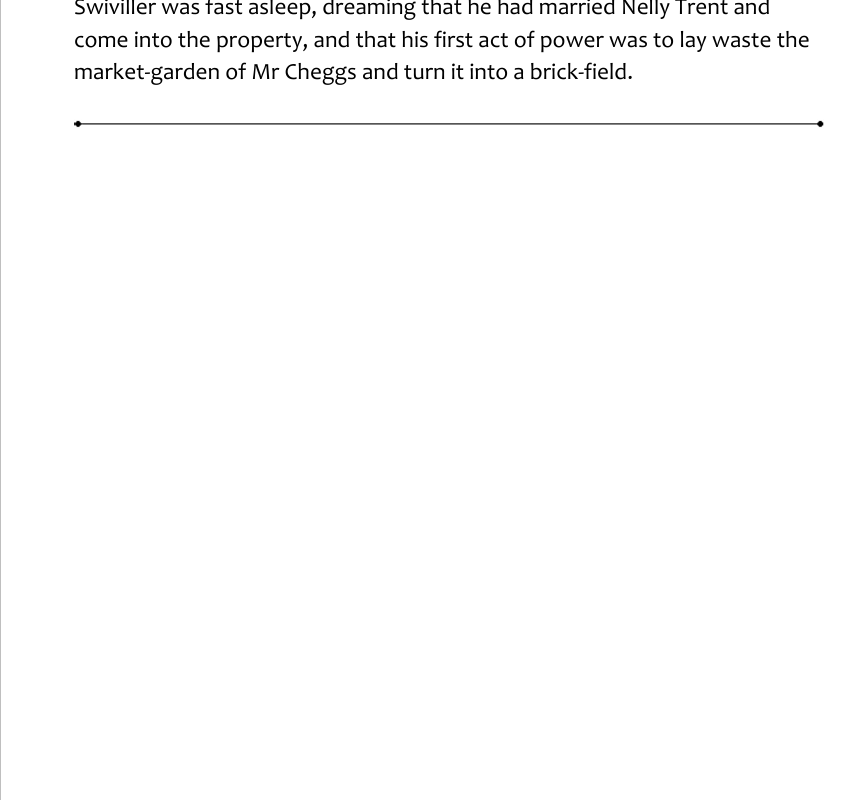 Swiviller was fast asleep, dreaming that he had married Nelly Trent and
come into the property, and that his first act of power was to lay waste the
market-garden of Mr Cheggs and turn it into a brick-field.